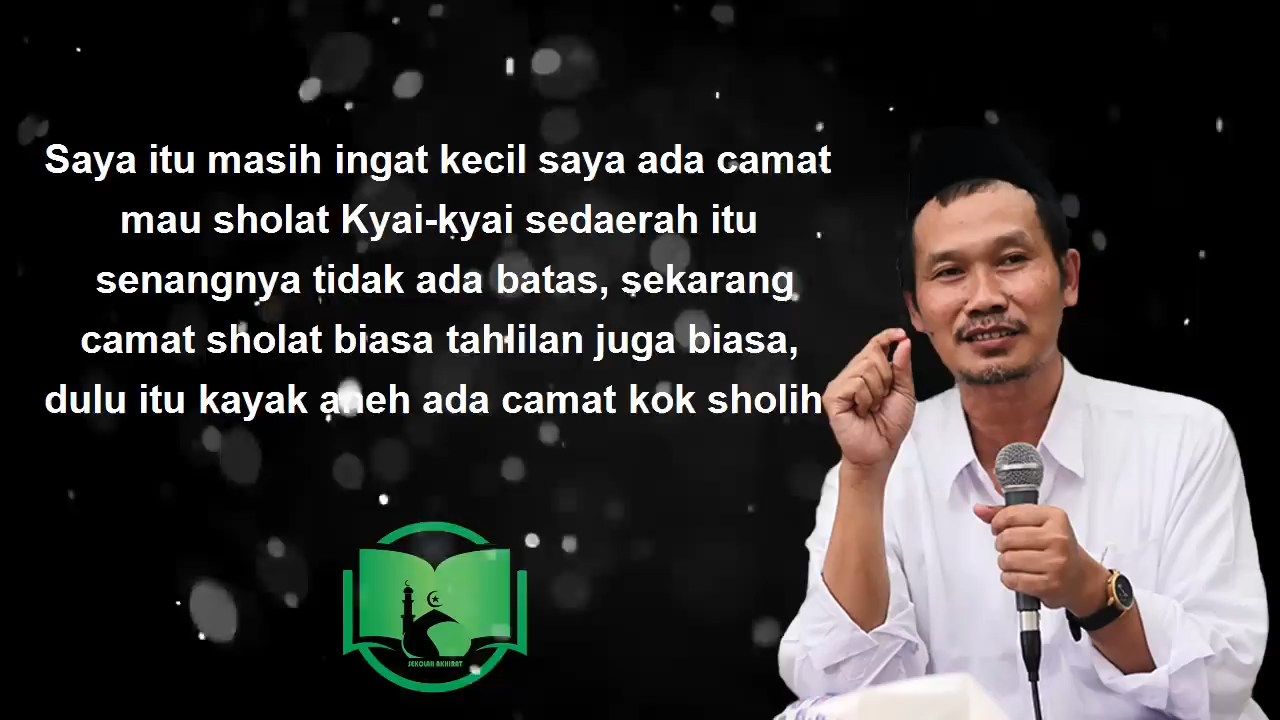 Saya itu masih ingat kecil saya ada camat
mau sholat Kyai-kyai sedaerah itu
senangnya tidak ada batas, sekarang
camat sholat biasa tahlilan juga biasa,
dulu itu kayak aneh ada camat kok sholih
SEKOLAH AKHIRAT